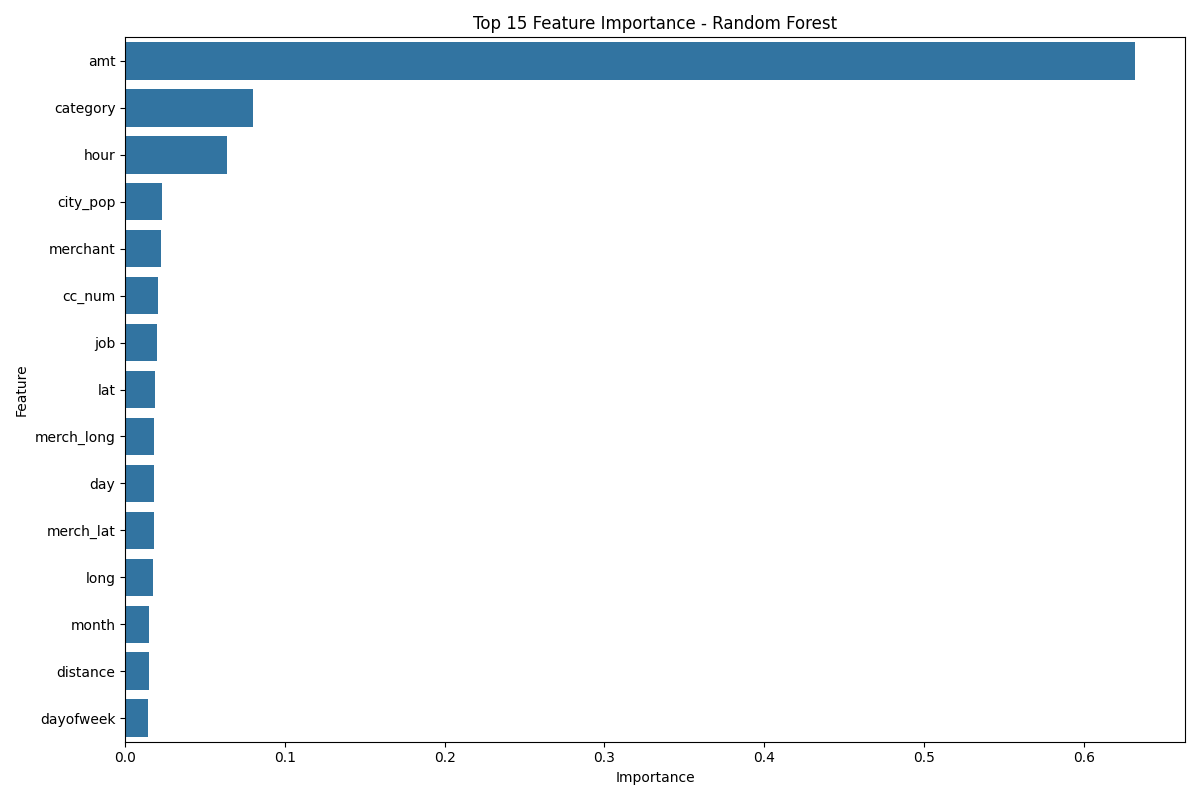 Top 15 Feature Importance - Random Forest
amt
category
hour
city_pop
merchant
cc_num
job
lat
merch_long
day
merch_lat
long
month
distance
dayofweek
Feature
0.0 0.1 0.2 0.3 0.4 0.5 0.6
Importance